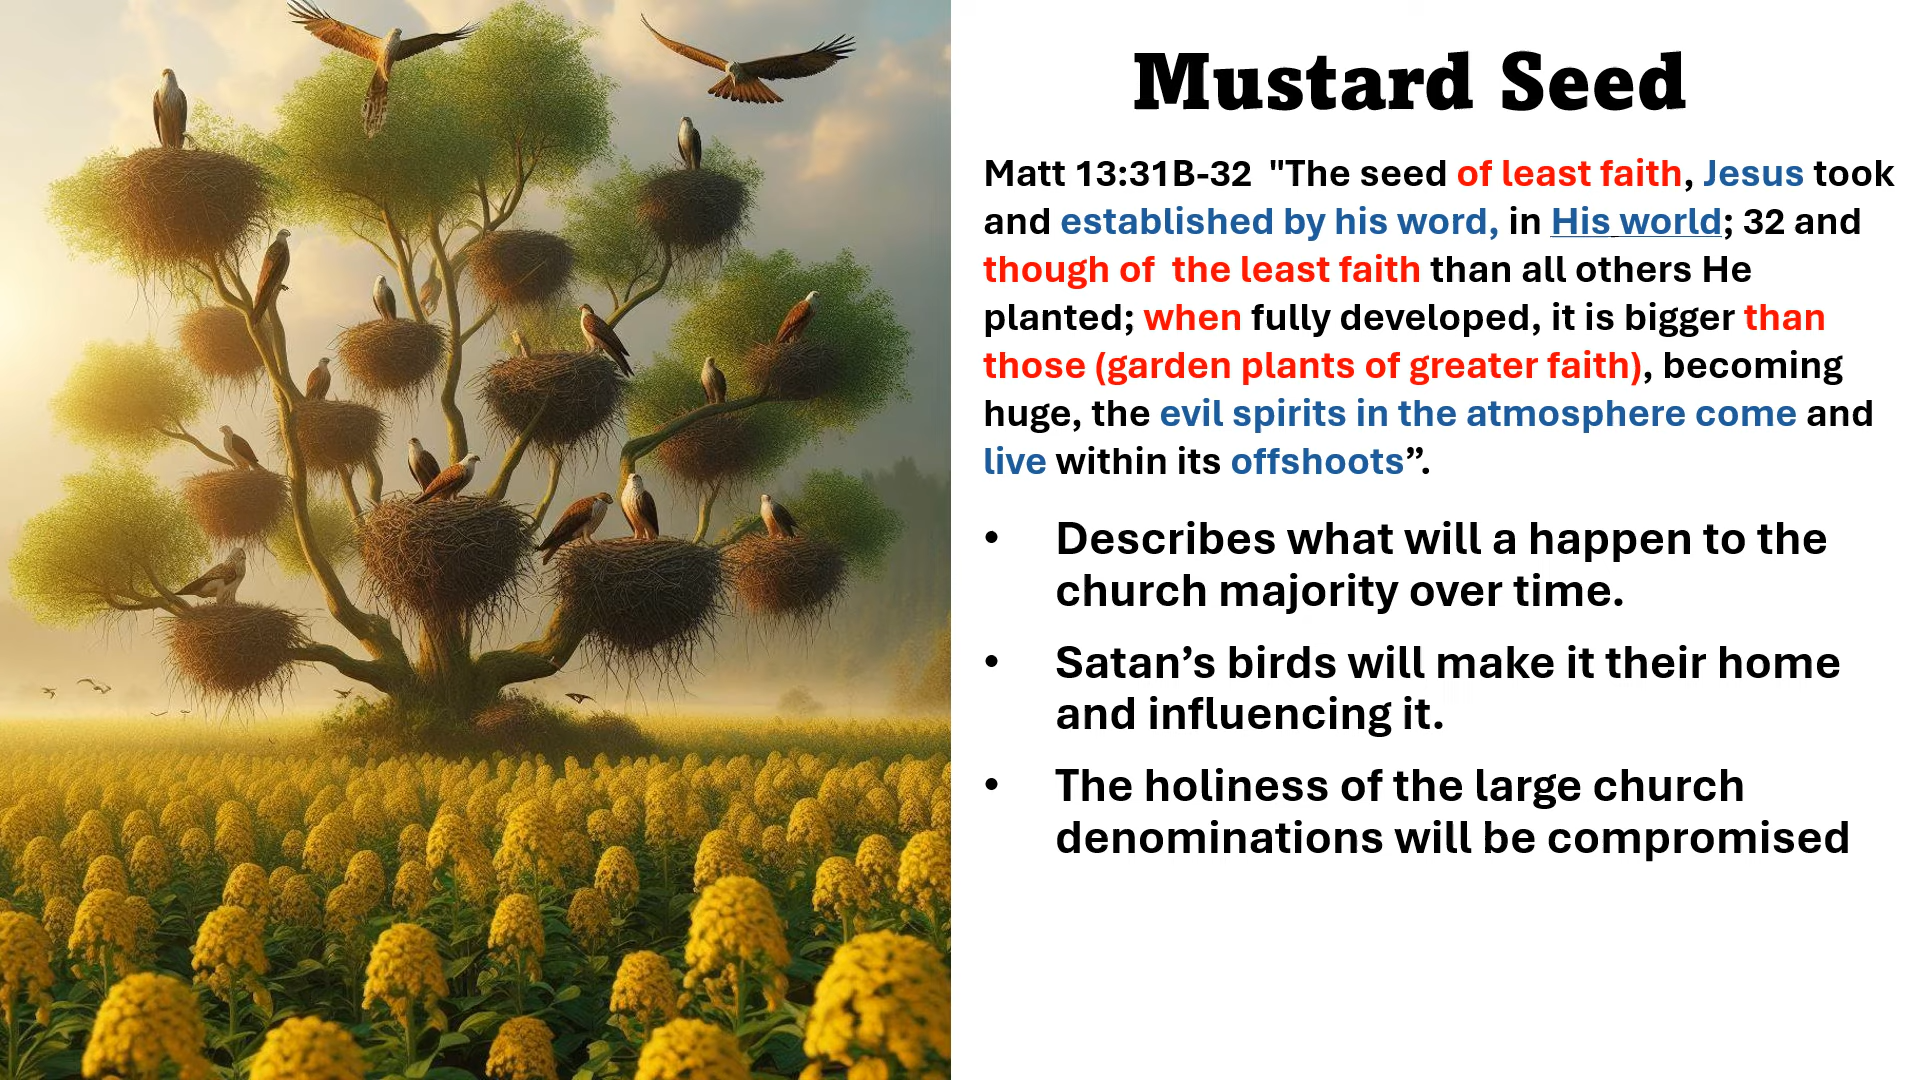 Mustard Seed
Matt 13:31B-32  "The seed of least faith, Jesus took
and established by his word, in His world; 32 and
though of  the least faith than all others He
planted; when fully developed, it is bigger than
those (garden plants of greater faith), becoming
huge, the evil spirits in the atmosphere come and
live within its offshoots”.
• Describes what will a happen to the
church majority over time.
• Satan’s birds will make it their home
and influencing it.
• The holiness of the large church
denominations will be compromised